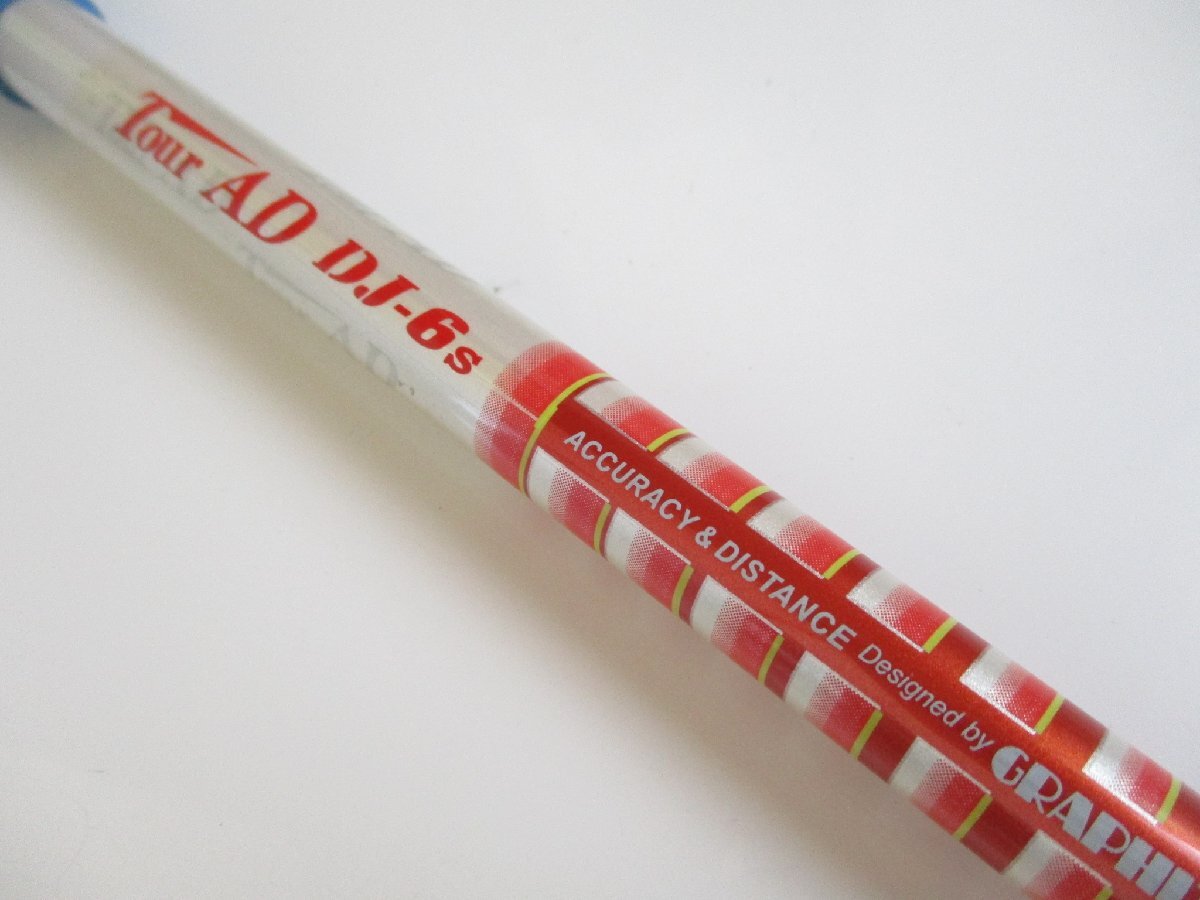 Tour AD DJ-6s
ACCURACY & DISTANCE Designed by GRAPHI